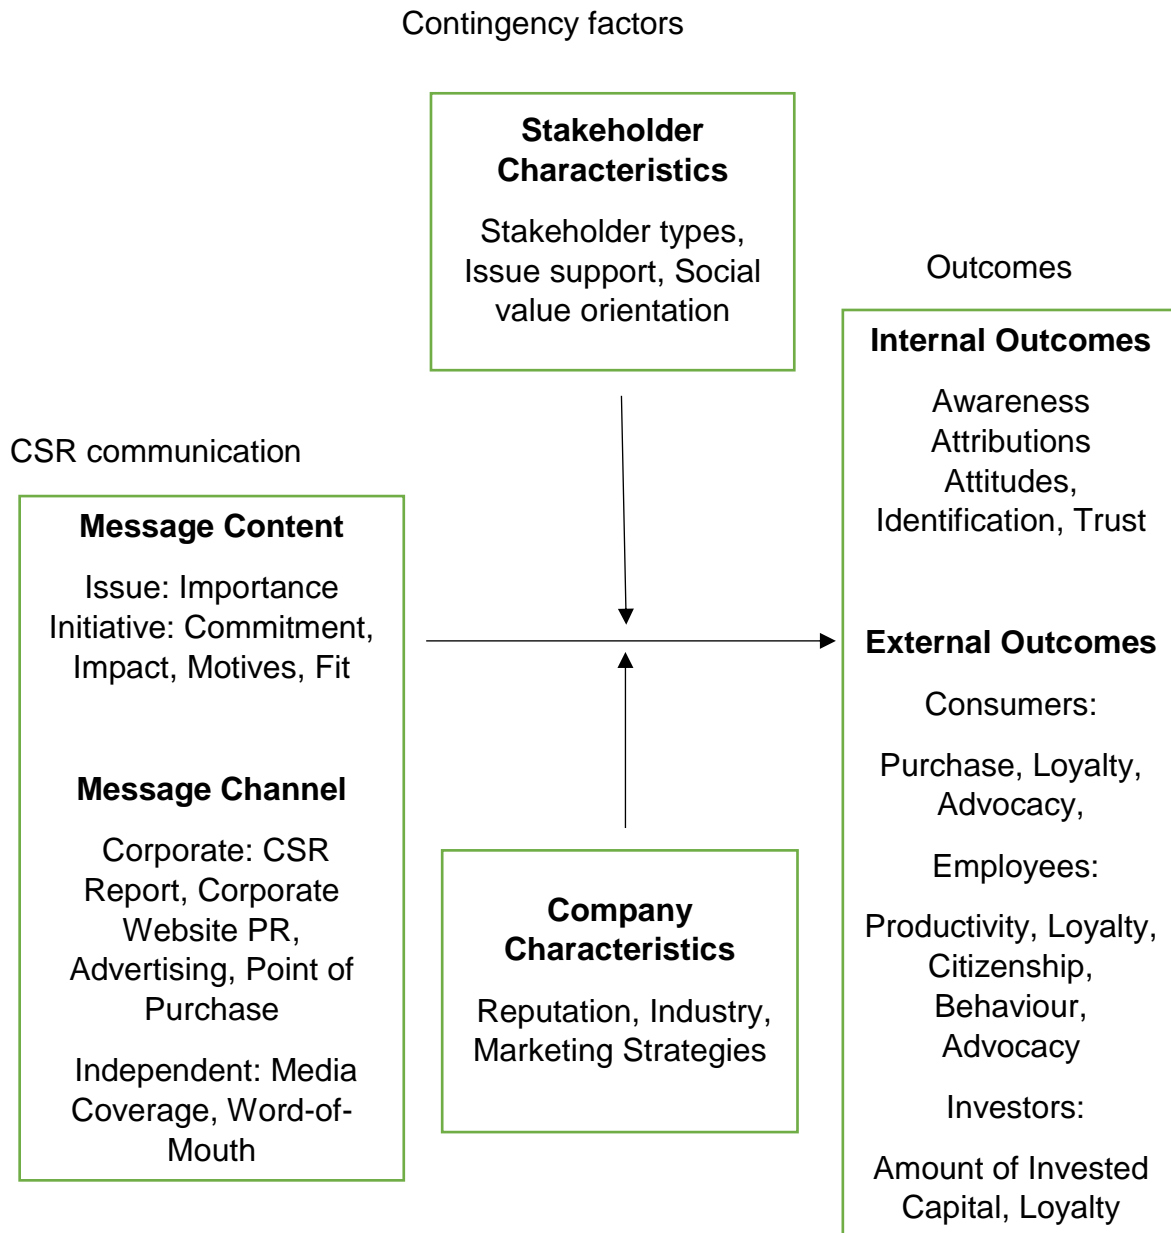 Contingency factors
Stakeholder
Characteristics
Stakeholder types,
Issue support, Social
value orientation
Outcomes
Internal Outcomes
Awareness
Attributions
Attitudes,
Identification, Trust
External Outcomes
Consumers:
Purchase, Loyalty,
Advocacy,
Employees:
Productivity, Loyalty,
Citizenship,
Behaviour,
Advocacy
Investors:
Amount of Invested
Capital, Loyalty
CSR communication
Message Content
Issue: Importance
Initiative: Commitment,
Impact, Motives, Fit
Message Channel
Corporate: CSR
Report, Corporate
Website PR,
Advertising, Point of
Purchase
Independent: Media
Coverage, Word-of-
Mouth
Company
Characteristics
Reputation, Industry,
Marketing Strategies